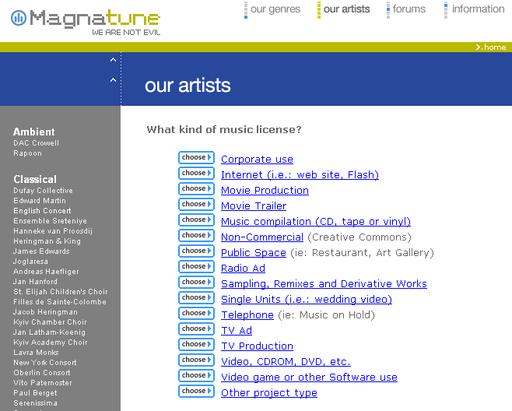 Magnatune
WE ARE NOT EVIL
our genres
our artists
forums
information
.home
our artists
Ambient
DAC Crowell
Rapoon
Classical
Dufay Collective
Edward Martin
English Concert
Ensemble Sreteniye
Hanneke van Proosdij
Heringman & King
James Edwards
Joglaresa
Andreas Haefliger
Jan Hanford
St. Elijah Children's Choir
Filles de Sainte-Colombe
Jacob Heringman
Kyiv Chamber Choir
Jan Latham-Koenig
Kyiv Academy Choir
Lavra Monks
New York Consort
Oberlin Consort
Vito Paternoster
Paul Berget
Serenissima
What kind of music license?
choose Corporate use
choose Internet (i.e.: web site, Flash)
choose Movie Production
choose Movie Trailer
choose Music compilation (CD, tape or vinyl)
choose Non-Commercial (Creative Commons)
choose Public Space (ie: Restaurant, Art Gallery)
choose Radio Ad
choose Sampling, Remixes and Derivative Works
choose Single Units (i.e.: wedding video)
choose Telephone (ie: Music on Hold)
choose TV Ad
choose TV Production
choose Video, CDROM, DVD, etc.
choose Video game or other Software use
choose Other project type